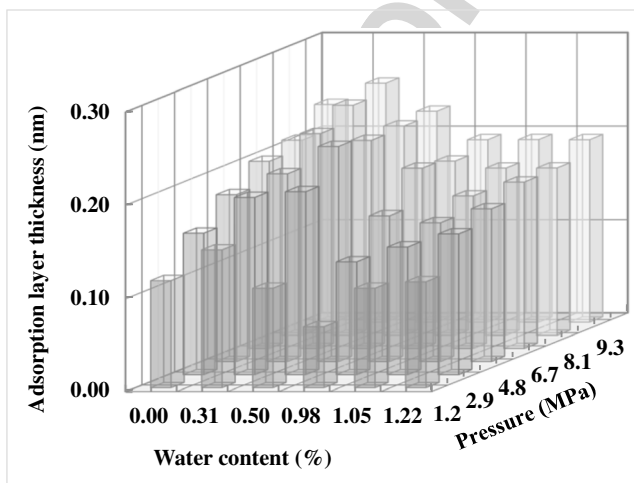 0.30
0.20
0.10
0.00
Adsorption layer thickness (nm)
0.00 0.31 0.50 0.98 1.05 1.22
Water content (%)
1.2 2.9 4.8 6.7 8.1 9.3
Pressure (MPa)